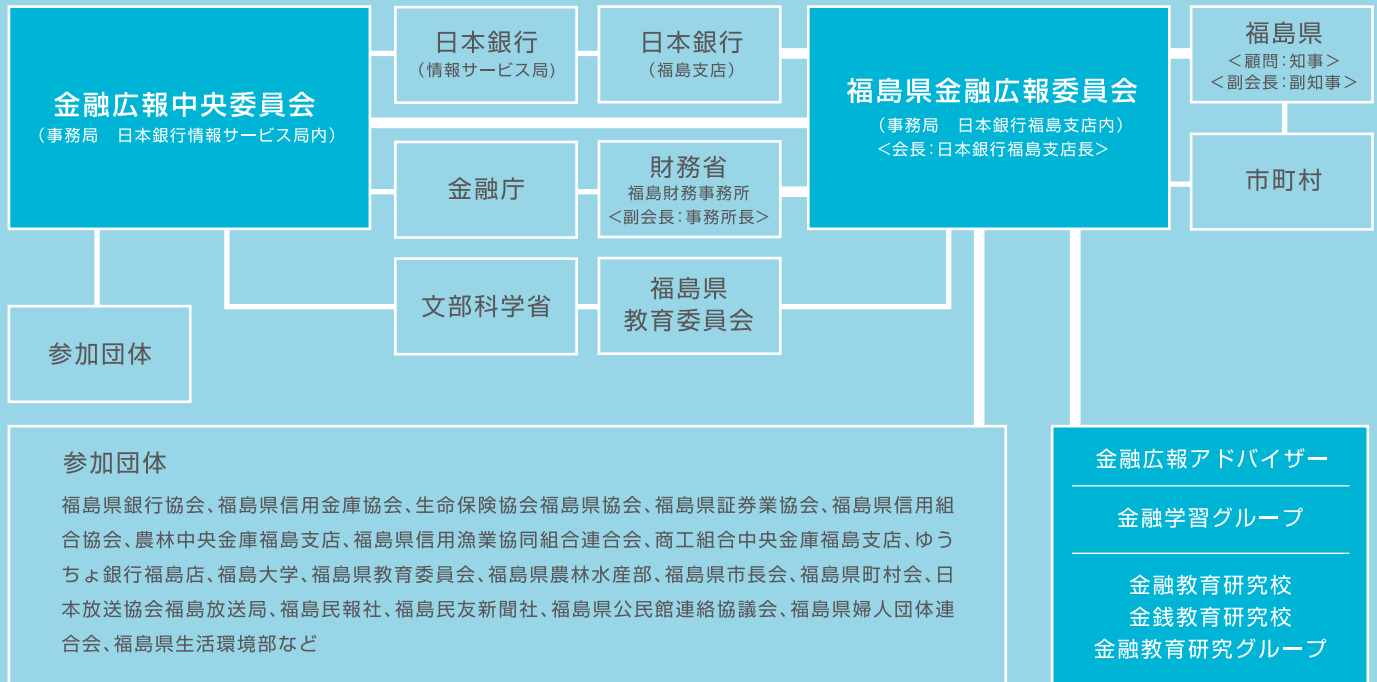 金融広報中央委員会
（事務局　日本銀行情報サービス局内）
日本銀行
（情報サービス局）
日本銀行
（福島支店）
福島県金融広報委員会
（事務局　日本銀行福島支店内）
＜会長：日本銀行福島支店長＞
福島県
＜顧問：知事＞
＜副会長：副知事＞
金融庁
財務省
福島財務事務所
＜副会長：事務所長＞
市町村
文部科学省
福島県
教育委員会
参加団体
参加団体
福島県銀行協会、福島県信用金庫協会、生命保険協会福島県協会、福島県証券業協会、福島県信用組
合協会、農林中央金庫福島支店、福島県信用漁業協同組合連合会、商工組合中央金庫福島支店、ゆう
ちょ銀行福島店、福島大学、福島県教育委員会、福島県農林水産部、福島県市長会、福島県町村会、日
本放送協会福島放送局、福島民報社、福島民友新聞社、福島県公民館連絡協議会、福島県婦人団体連
合会、福島県生活環境部など
金融広報アドバイザー
金融学習グループ
金融教育研究校
金銭教育研究校
金融教育研究グループ